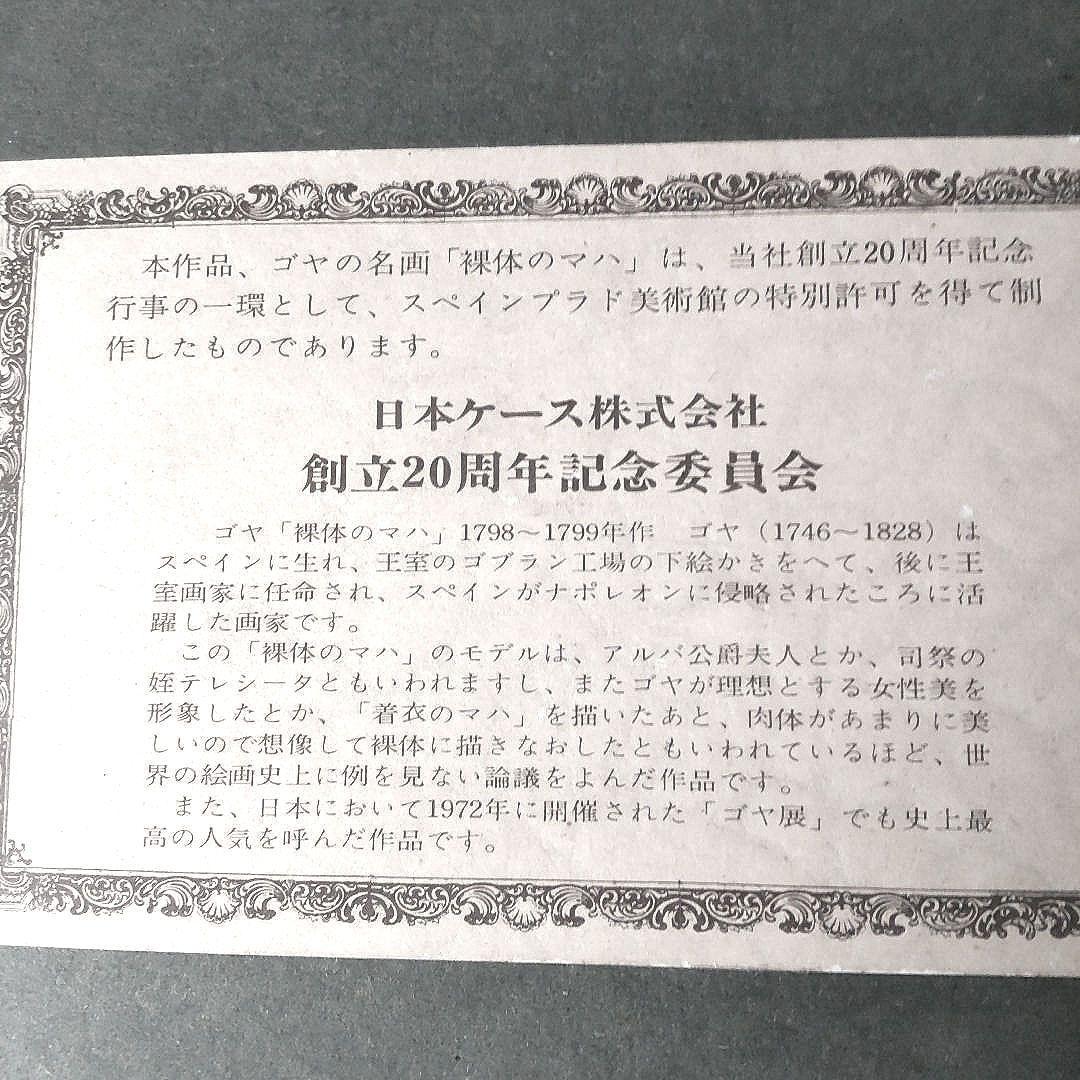 本作品、ゴヤの名画「裸体のマハ」は、当社創立20周年記念
行事の一環として、スペインプラド美術館の特別許可を得て制
作したものであります。
日本ケース株式会社
創立20周年記念委員会
ゴヤ「裸体のマハ」1798～1799年作　ゴヤ（1746～1828）は
スペインに生れ、王室のゴブラン工場の下絵かきをへて、後に王
室画家に任命され、スペインがナポレオンに侵略されたころに活
躍した画家です。
この「裸体のマハ」のモデルは、アルバ公爵夫人とか、司祭の
姪テレシータともいわれますし、またゴヤが理想とする女性美を
形象したとか、「着衣のマハ」を描いたあと、肉体があまりに美
しいので想像して裸体に描きなおしたともいわれているほど、世
界の絵画史上に例を見ない論議をよんだ作品です。
また、日本において1972年に開催された「ゴヤ展」でも史上最
高の人気を呼んだ作品です。